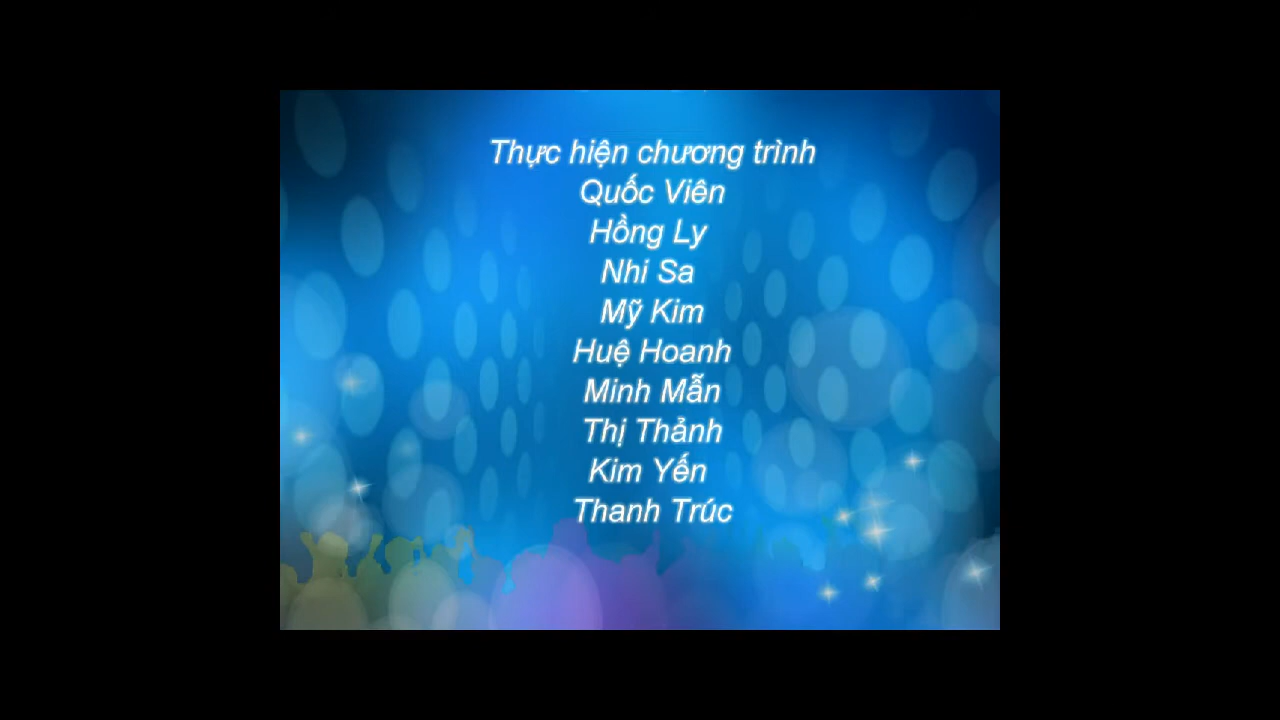 Thực hiện chương trình
Quốc Viên
Hồng Ly
Nhi Sa
Mỹ Kim
Huệ Hoanh
Minh Mẫn
Thị Thảnh
Kim Yến
Thanh Trúc